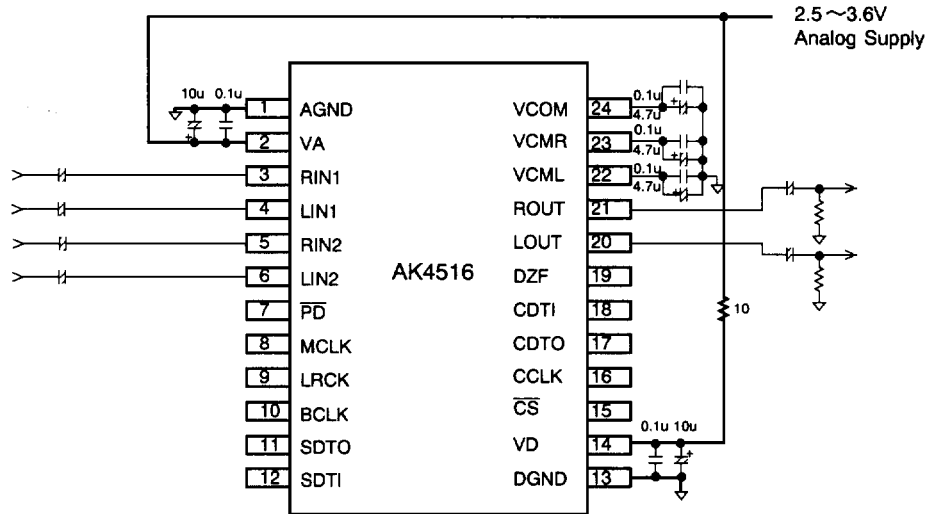 2.5～3.6V
Analog Supply
10u 0.1u
1 AGND
2 VA
3 RIN1
4 LIN1
5 RIN2
6 LIN2
7 PD
8 MCLK
9 LRCK
10 BCLK
11 SDTO
12 SDTI
AK4516
VCOM 24
VCMR 23
VCML 22
ROUT 21
LOUT 20
DZF 19
CDTI 18
CDTO 17
CCLK 16
CS 15
VD 14
DGND 13
0.1u
4.7u
0.1u
4.7u
0.1u
4.7u
10
0.1u 10u